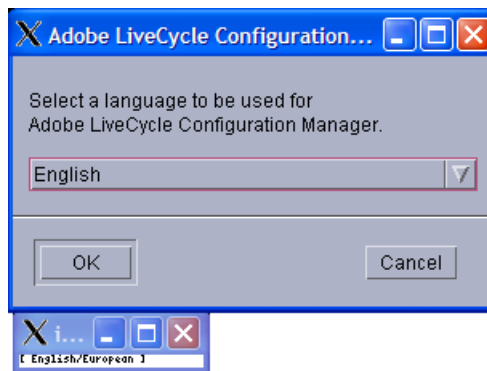 Adobe LiveCycle Configuration...
Select a language to be used for
Adobe LiveCycle Configuration Manager.
English
OK Cancel
i...
[ English/European ]